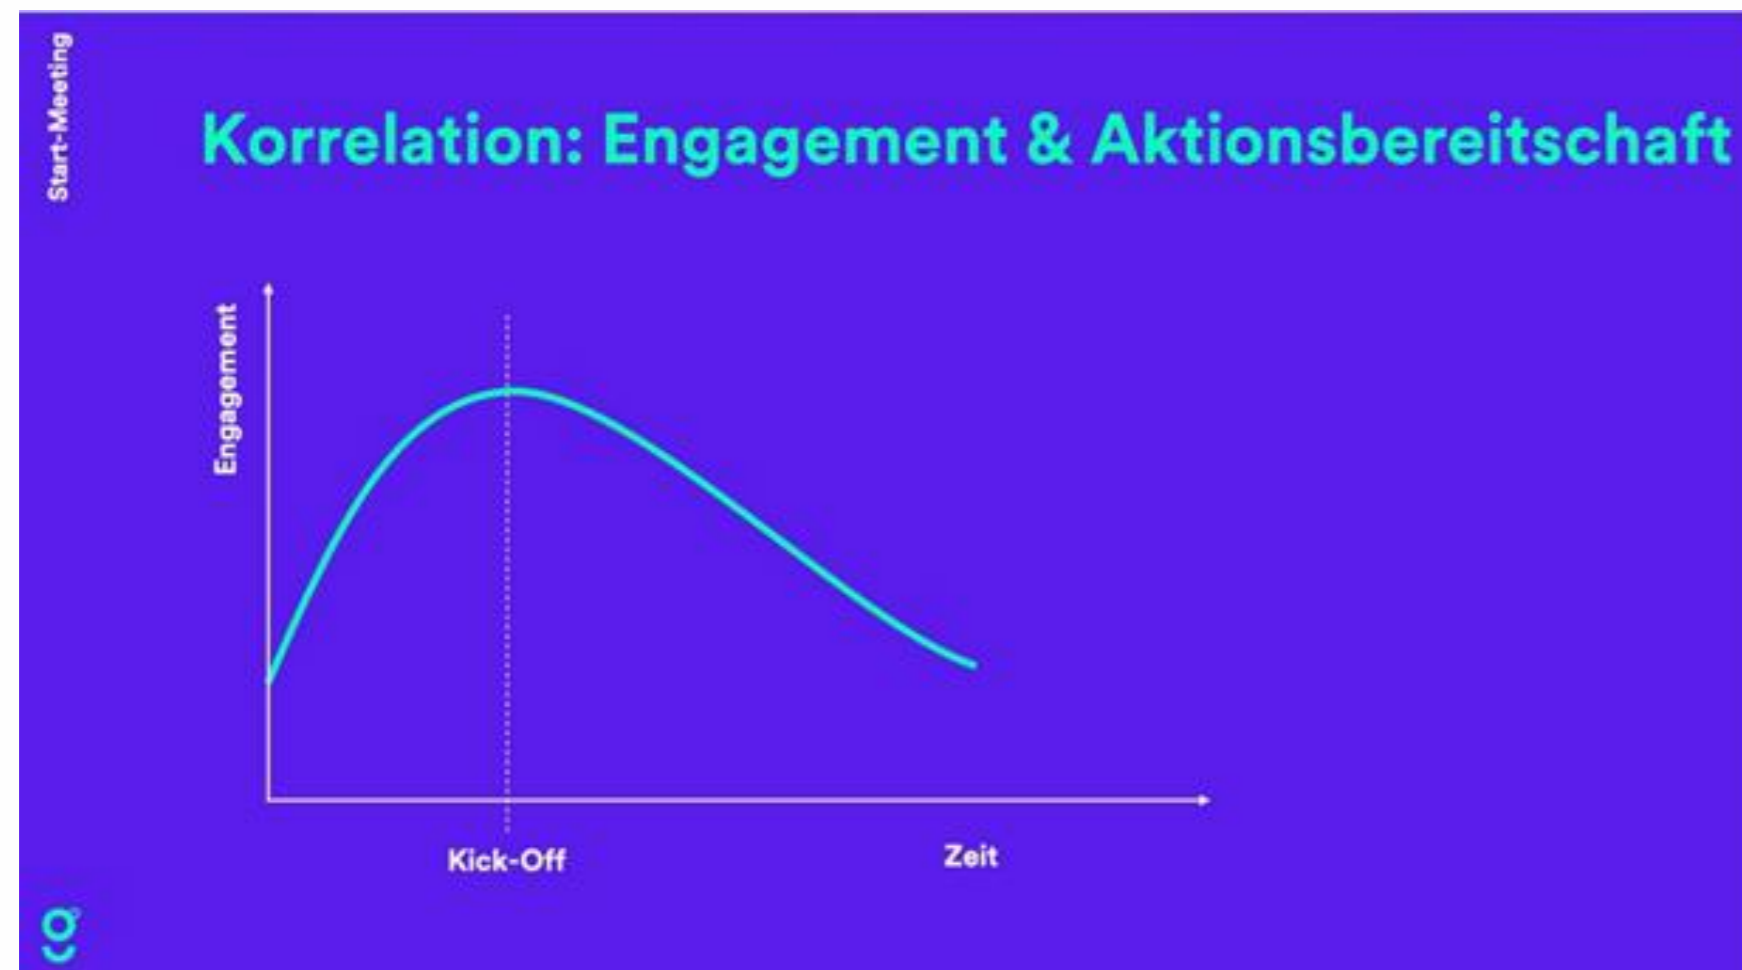 Start-Meeting
Korrelation: Engagement & Aktionsbereitschaft
Engagement
Kick-Off
Zeit